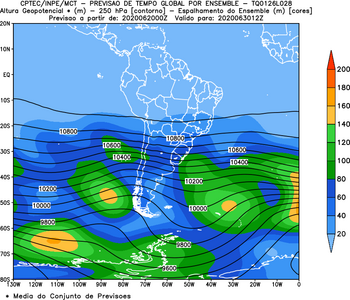 CPTEC/INPE/MCT - PREVISAO DE TEMPO GLOBAL POR ENSEMBLE - TQ0126L028
Altura Geopotencial * (m) - 250 hPa [contorno] - Espalhamento do Ensemble (m) [cores]
Previsao a partir de: 2020062000Z Valido para: 2020063012Z
20N
10N
EQ
10S
20S
30S
40S
50S
60S
70S
80S
130W 120W 110W 100W 90W 80W 70W 60W 50W 40W 30W 20W 10W 0
10800
10800
10600
10600
10400
10400
10200
10200
10000
10000
9800
9800
9600
200
180
160
140
120
100
80
60
40
20
* Media do Conjunto de Previsoes